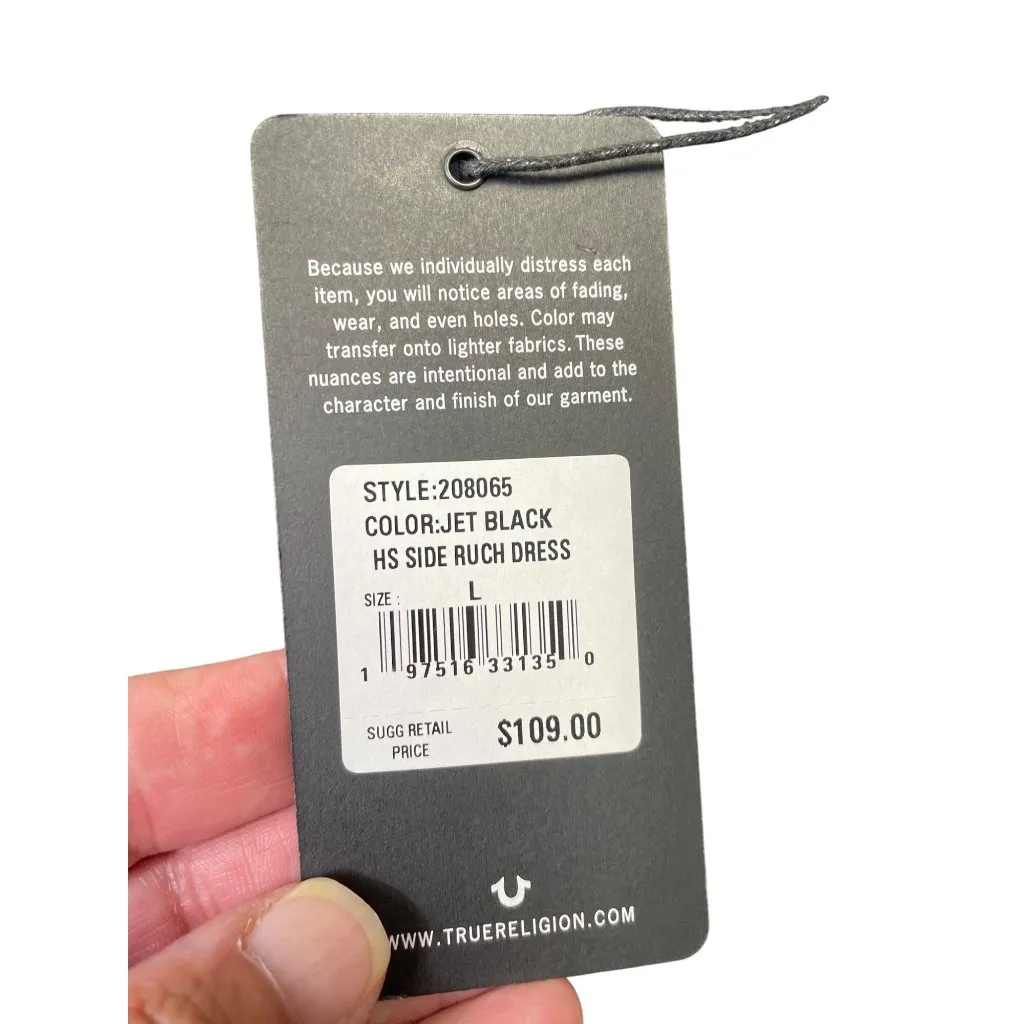 Because we individually distress each
item, you will notice areas of fading,
wear, and even holes. Color may
transfer onto lighter fabrics. These
nuances are intentional and add to the
character and finish of our garment.
STYLE:208065
COLOR:JET BLACK
HS SIDE RUCH DRESS
SIZE : L
1 97516 33135 0
SUGG RETAIL
PRICE
$109.00
WWW.TRUERELIGION.COM